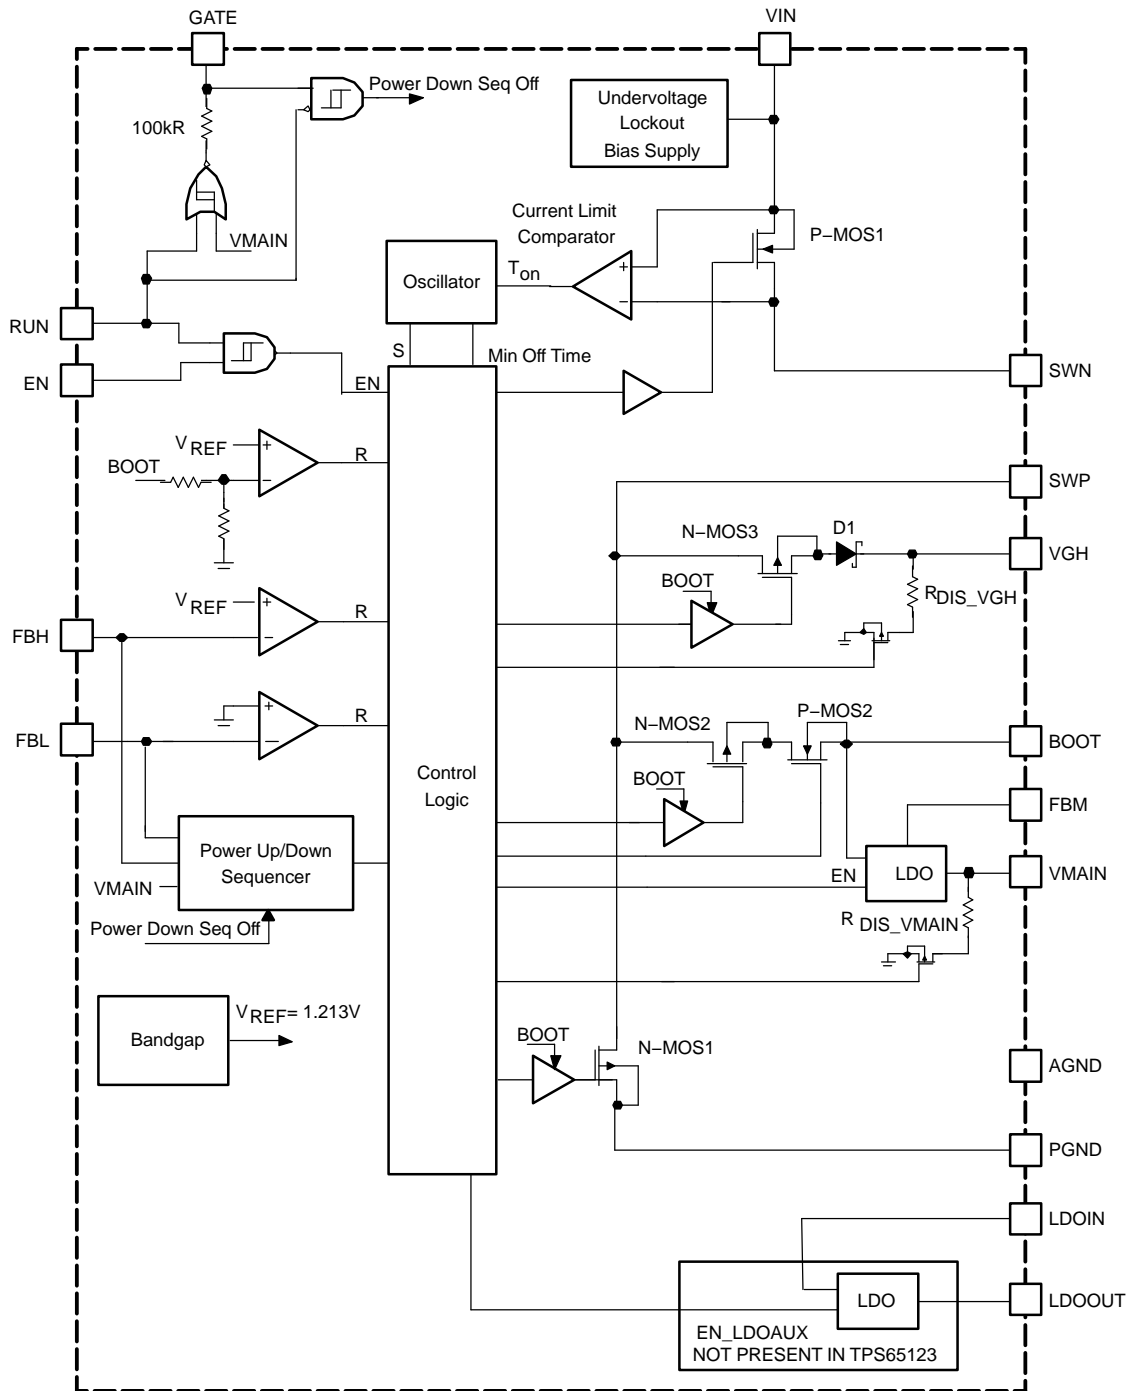 GATE
VIN
Power Down Seq Off
100kR
Undervoltage
Lockout
Bias Supply
VMAIN
Current Limit
Comparator
P−MOS1
+
−
Oscillator
Ton
RUN
S
Min Off Time
EN
EN
SWN
VREF
+
−
R
BOOT
SWP
N−MOS3
D1
VGH
BOOT
RDIS_VGH
VREF
+
−
R
FBH
+
−
R
FBL
N−MOS2
P−MOS2
BOOT
Control
Logic
BOOT
FBM
Power Up/Down
Sequencer
VMAIN
EN
LDO
VMAIN
Power Down Seq Off
R DIS_VMAIN
Bandgap
VREF= 1.213V
BOOT
N−MOS1
AGND
PGND
LDOIN
LDO
LDOOUT
EN_LDOAUX
NOT PRESENT IN TPS65123